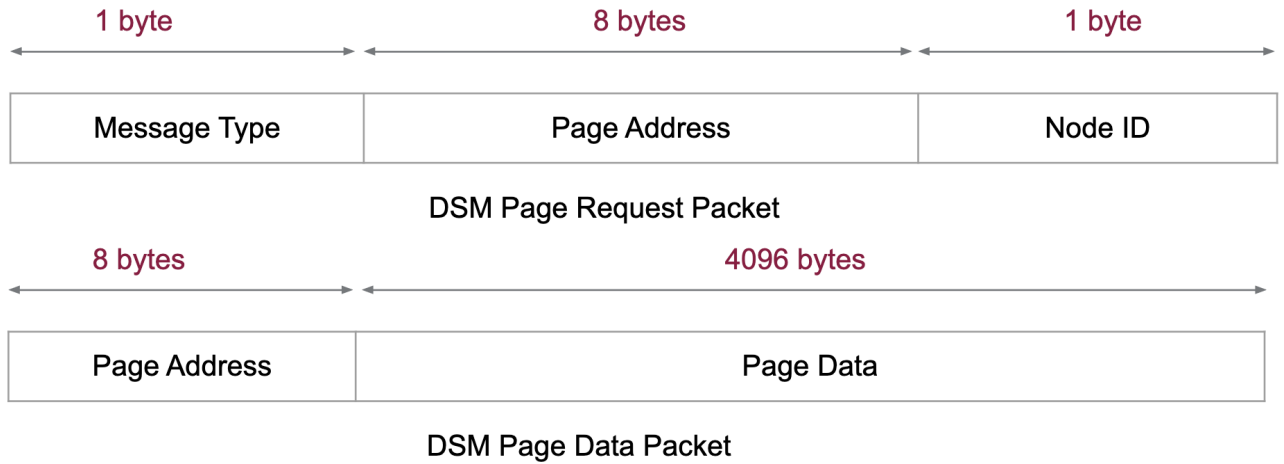 1 byte 8 bytes 1 byte
Message Type Page Address Node ID
DSM Page Request Packet
8 bytes 4096 bytes
Page Address Page Data
DSM Page Data Packet